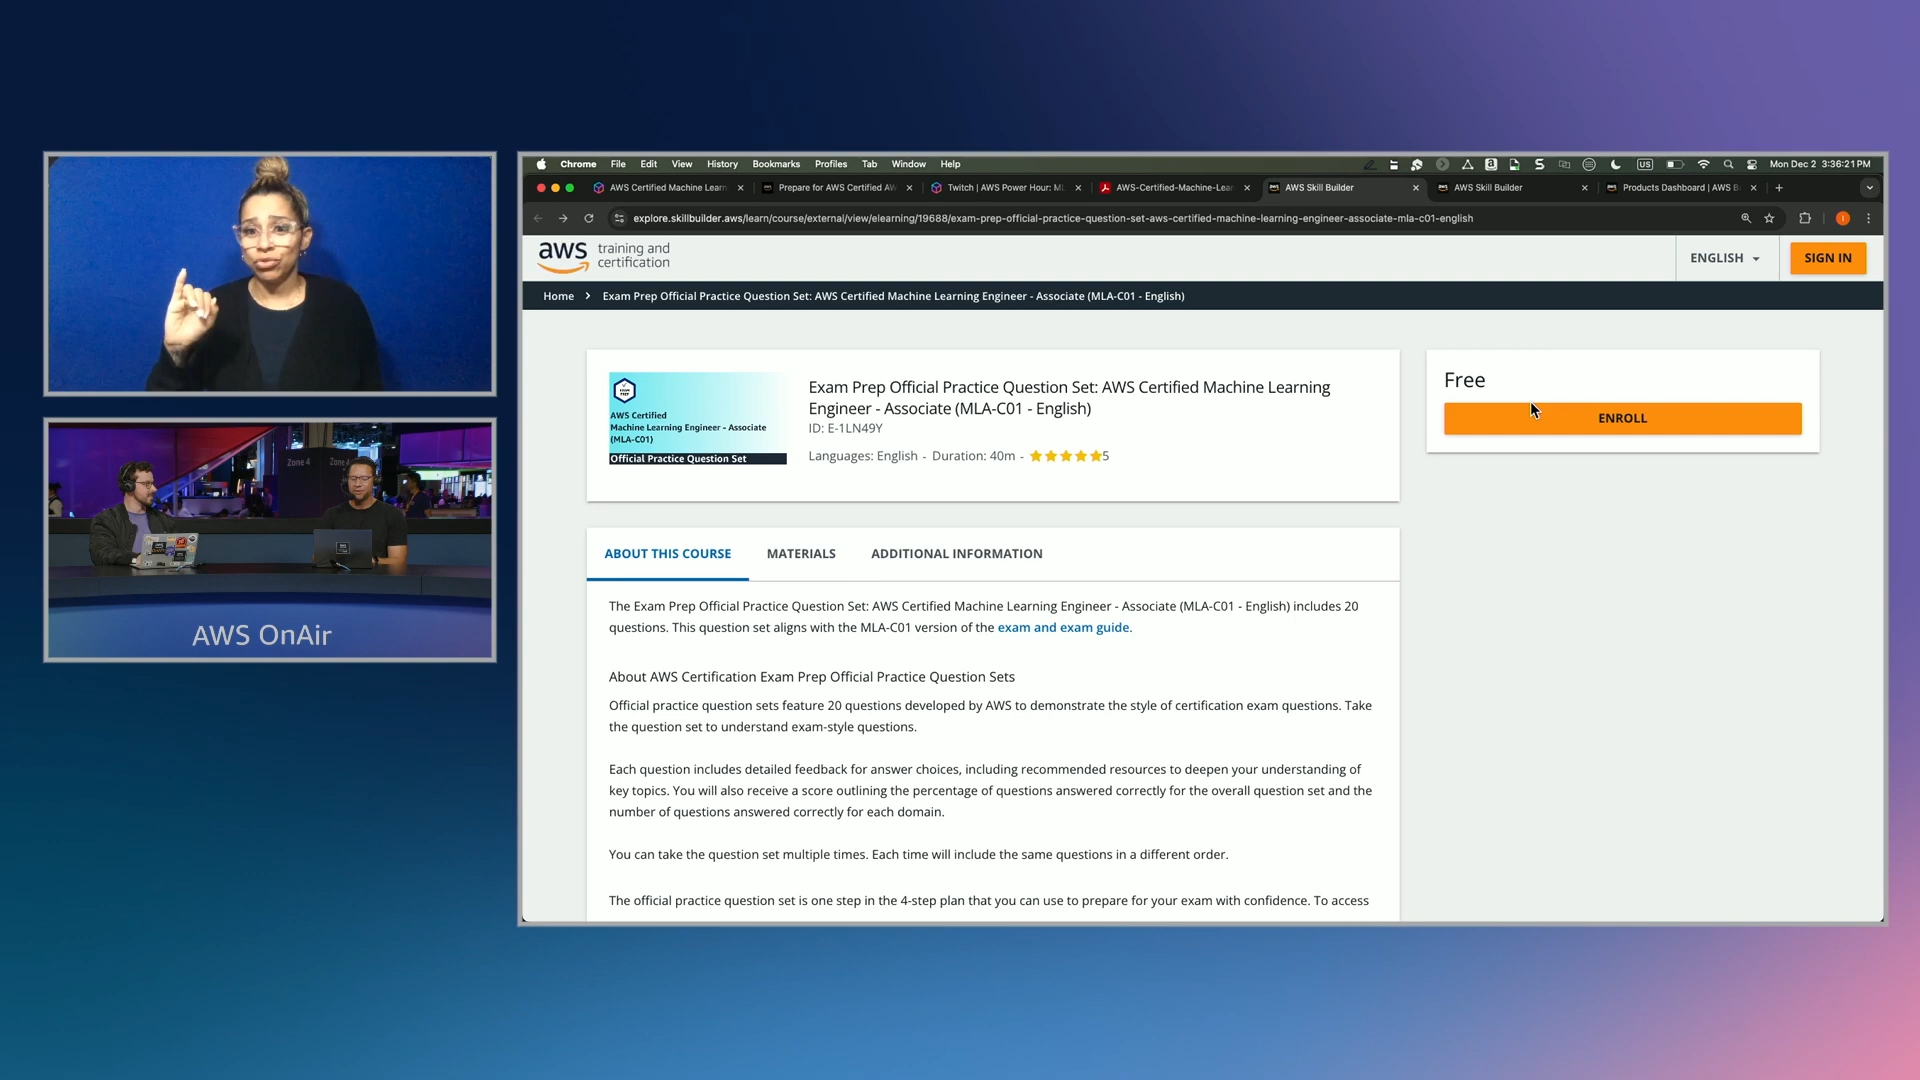 Chrome File Edit View History Bookmarks Profiles Tab Window Help
US
Mon Dec 2 3:36:21 PM
AWS Certified Machine Learn
Prepare for AWS Certified AW
Twitch | AWS Power Hour: ML
AWS-Certified-Machine-Lear
AWS Skill Builder
AWS Skill Builder
Products Dashboard | AWS B
explore.skillbuilder.aws/learn/course/external/view/elearning/19688/exam-prep-official-practice-question-set-aws-certified-machine-learning-engineer-associate-mla-c01-english
aws training and
certification
ENGLISH
SIGN IN
Home > Exam Prep Official Practice Question Set: AWS Certified Machine Learning Engineer - Associate (MLA-C01 - English)
AWS Certified
Machine Learning Engineer - Associate
(MLA-C01)
Official Practice Question Set
Exam Prep Official Practice Question Set: AWS Certified Machine Learning
Engineer - Associate (MLA-C01 - English)
ID: E-1LN49Y
Languages: English - Duration: 40m - ★★★★★5
Free
ENROLL
ABOUT THIS COURSE
MATERIALS
ADDITIONAL INFORMATION
The Exam Prep Official Practice Question Set: AWS Certified Machine Learning Engineer - Associate (MLA-C01 - English) includes 20
questions. This question set aligns with the MLA-C01 version of the exam and exam guide.
About AWS Certification Exam Prep Official Practice Question Sets
Official practice question sets feature 20 questions developed by AWS to demonstrate the style of certification exam questions. Take
the question set to understand exam-style questions.
Each question includes detailed feedback for answer choices, including recommended resources to deepen your understanding of
key topics. You will also receive a score outlining the percentage of questions answered correctly for the overall question set and the
number of questions answered correctly for each domain.
You can take the question set multiple times. Each time will include the same questions in a different order.
The official practice question set is one step in the 4-step plan that you can use to prepare for your exam with confidence. To access
Zone 4
Zone 4
AWS OnAir